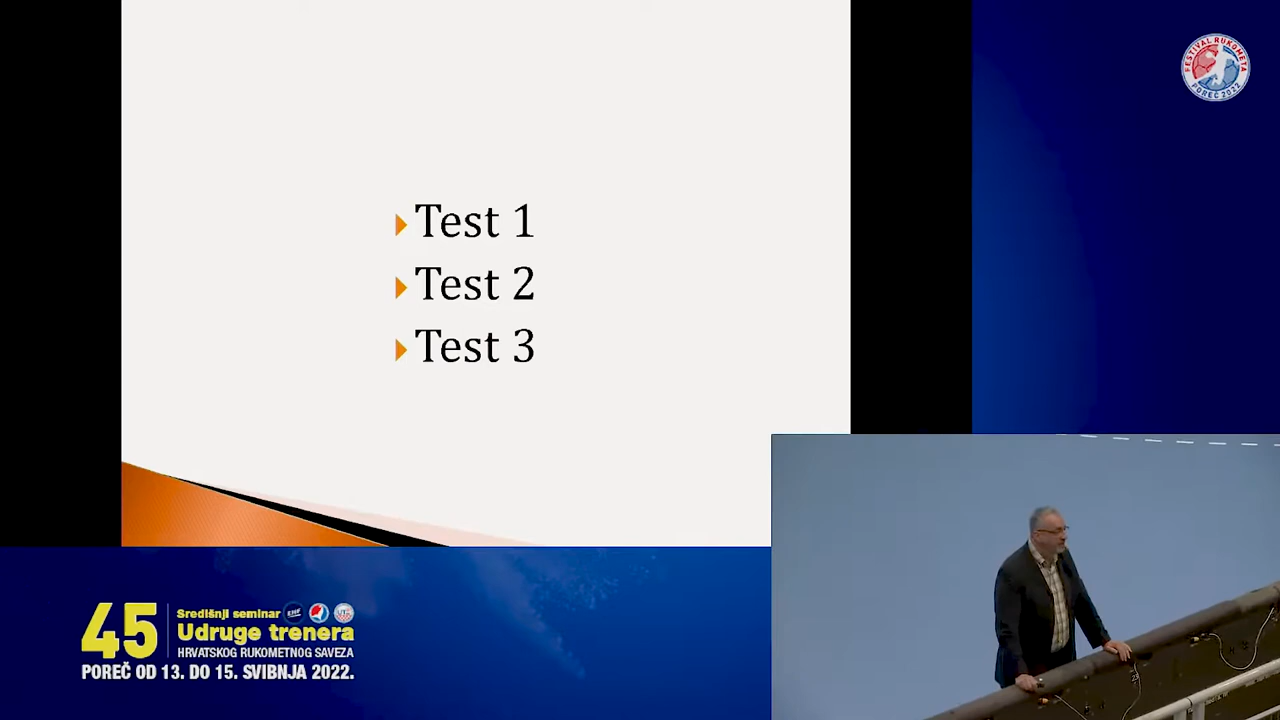 FESTIVAL RUKOMETA
POREČ 2022
Test 1
Test 2
Test 3
45
Središnji seminar
EHF
Udruge trenera
HRVATSKOG RUKOMETNOG SAVEZA
POREČ OD 13. DO 15. SVIBNJA 2022.